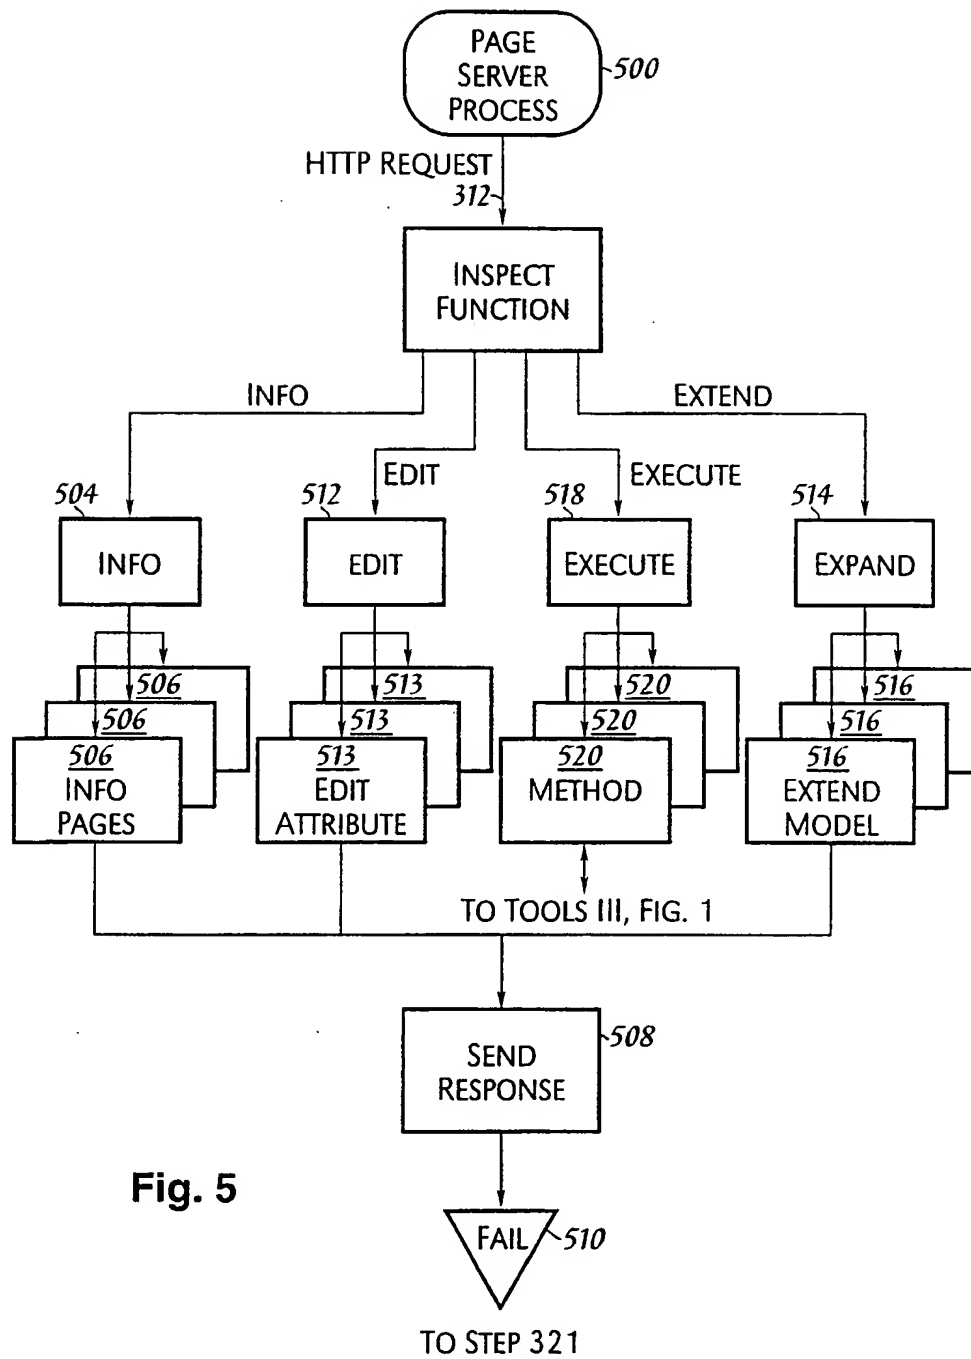 PAGE
SERVER
PROCESS
500
HTTP REQUEST
312
INSPECT
FUNCTION
INFO
EXTEND
EDIT
EXECUTE
504
512
518
514
INFO
EDIT
EXECUTE
EXPAND
506
513
520
516
506
513
520
516
506
513
520
516
INFO
PAGES
EDIT
ATTRIBUTE
METHOD
EXTEND
MODEL
TO TOOLS III, FIG. 1
508
SEND
RESPONSE
Fig. 5
FAIL
510
TO STEP 321